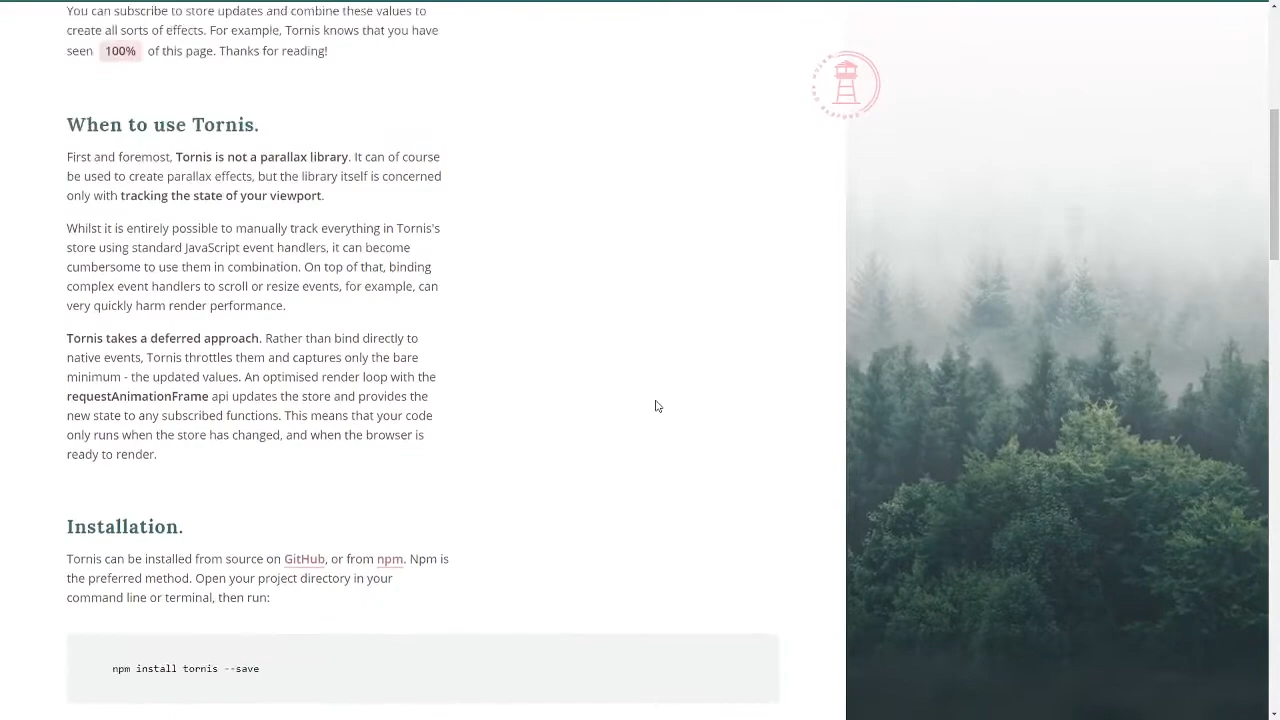 You can subscribe to store updates and combine these values to
create all sorts of effects. For example, Tornis knows that you have
seen 100% of this page. Thanks for reading!
When to use Tornis.
First and foremost, Tornis is not a parallax library. It can of course
be used to create parallax effects, but the library itself is concerned
only with tracking the state of your viewport.
Whilst it is entirely possible to manually track everything in Tornis's
store using standard JavaScript event handlers, it can become
cumbersome to use them in combination. On top of that, binding
complex event handlers to scroll or resize events, for example, can
very quickly harm render performance.
Tornis takes a deferred approach. Rather than bind directly to
native events, Tornis throttles them and captures only the bare
minimum - the updated values. An optimised render loop with the
requestAnimationFrame api updates the store and provides the
new state to any subscribed functions. This means that your code
only runs when the store has changed, and when the browser is
ready to render.
Installation.
Tornis can be installed from source on GitHub, or from npm. Npm is
the preferred method. Open your project directory in your
command line or terminal, then run:
npm install tornis --save